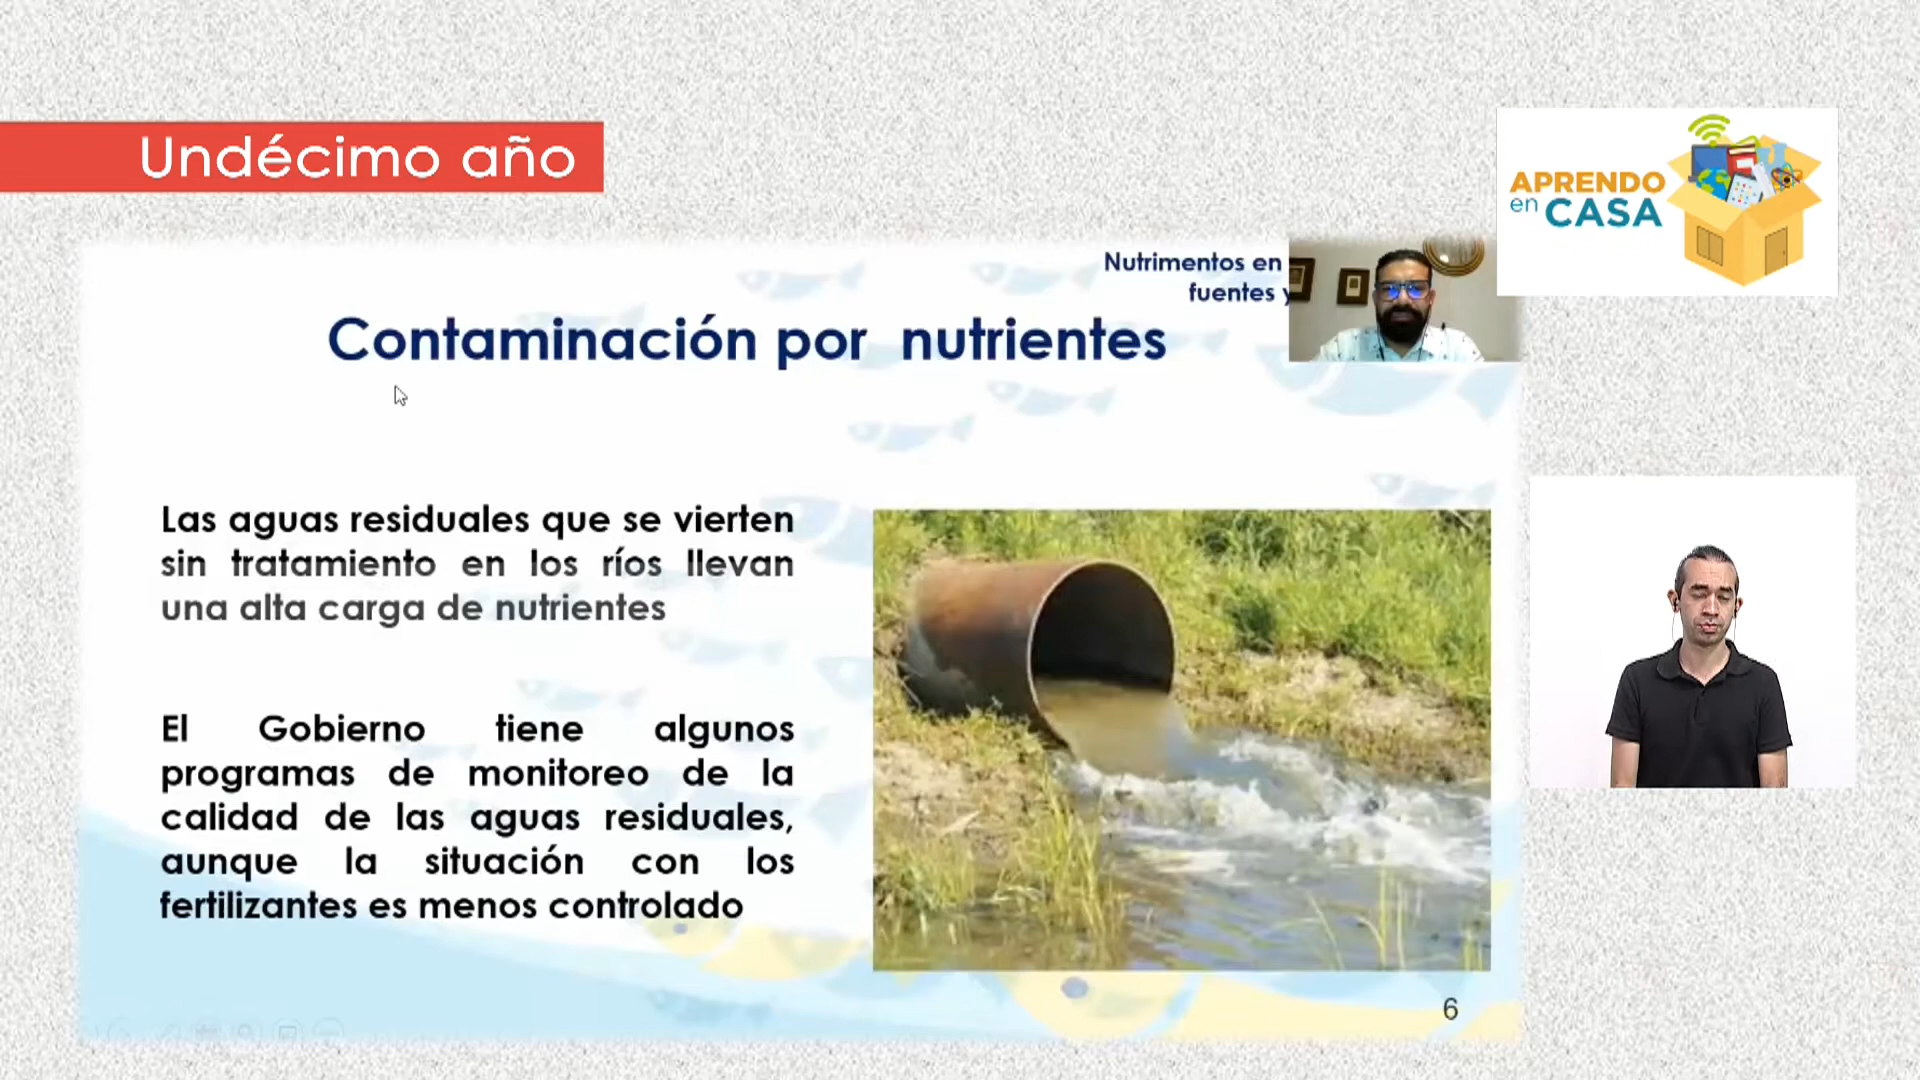 Undécimo año
APRENDO
en CASA
Nutrimentos en
fuentes y
Contaminación por nutrientes
Las aguas residuales que se vierten
sin tratamiento en los ríos llevan
una alta carga de nutrientes
El Gobierno tiene algunos
programas de monitoreo de la
calidad de las aguas residuales,
aunque la situación con los
fertilizantes es menos controlado
6